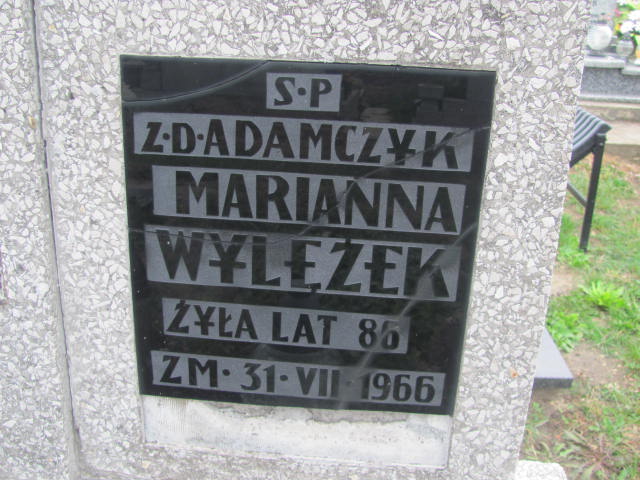 S·P
Z·D·ADAMCZYK
MARIANNA
WYLĘŻEK
ŻYŁA LAT 86
ZM·31·VII·1966